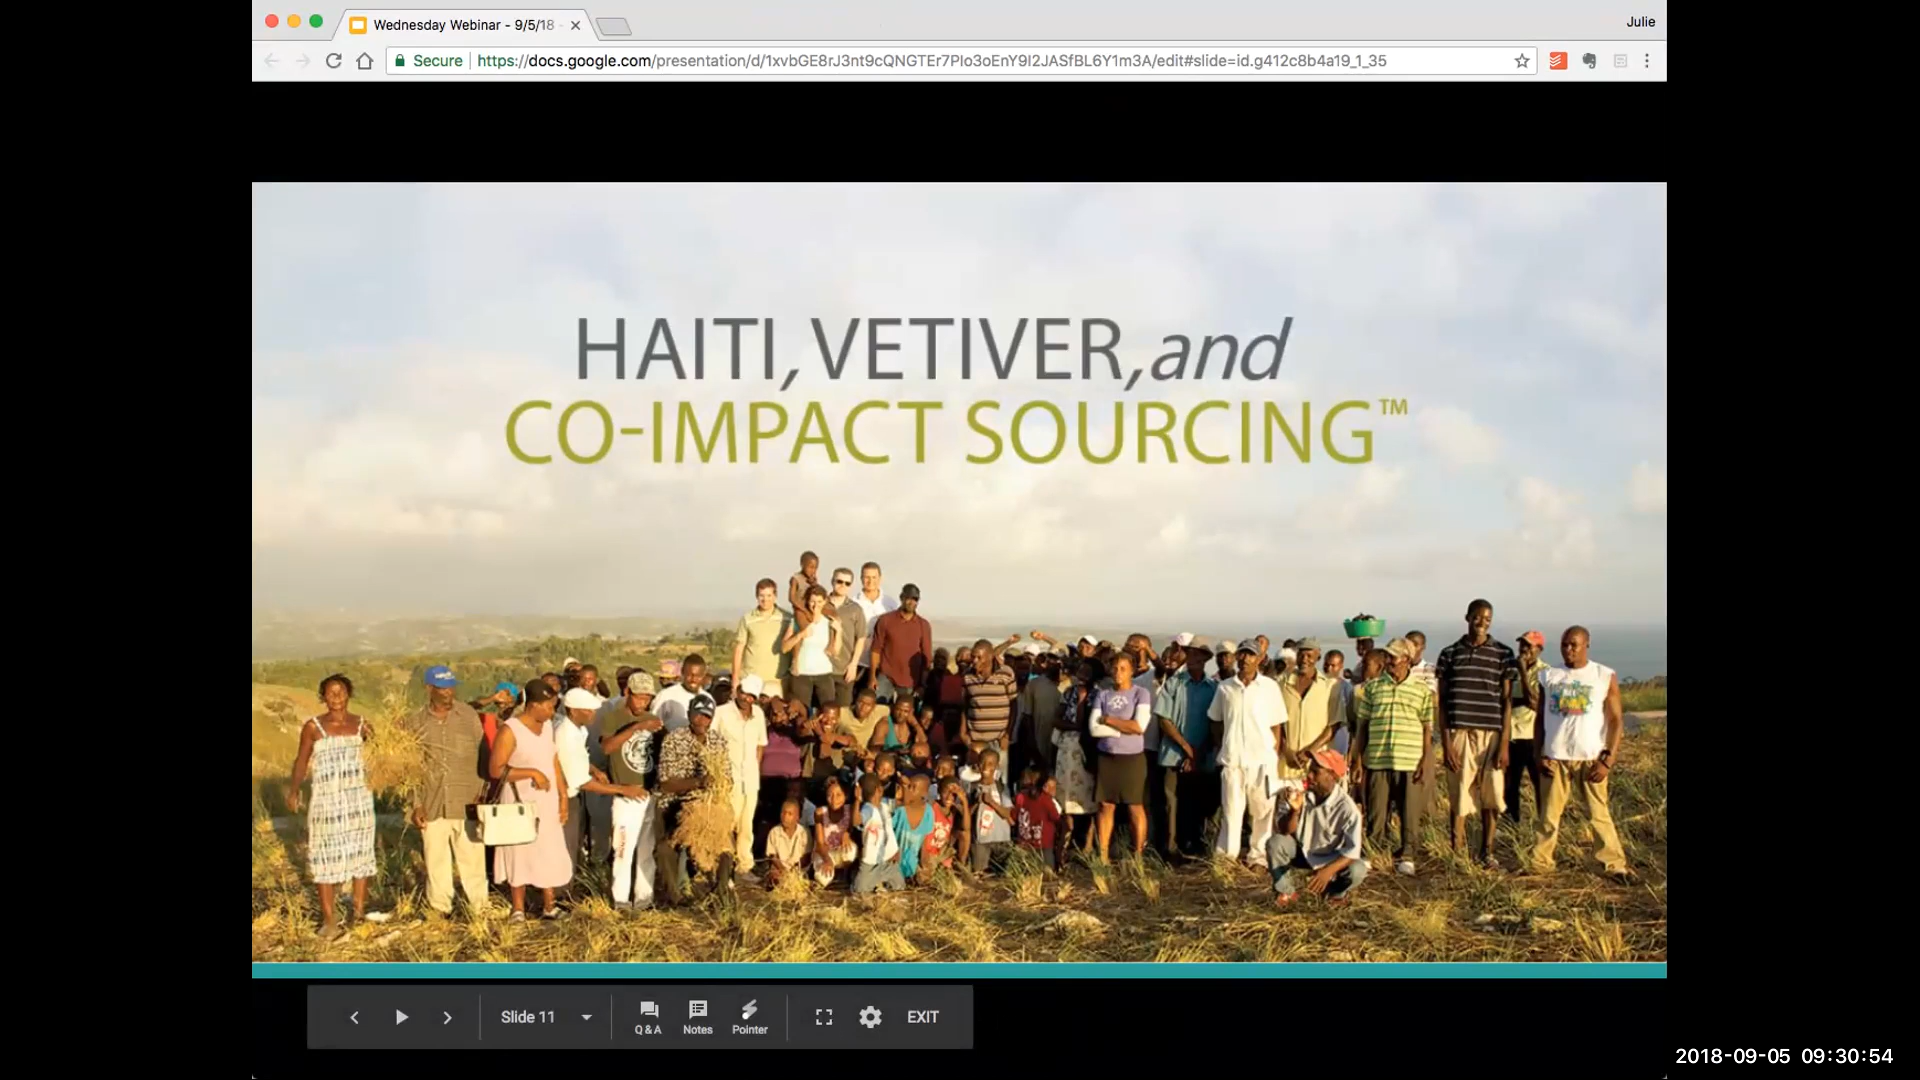 Wednesday Webinar - 9/5/18 -
Julie
Secure
https://docs.google.com/presentation/d/1xvbGE8rJ3nt9cQNGTEr7Plo3oEnY9I2JASfBL6Y1m3A/edit#slide=id.g412c8b4a19_1_35
HAITI, VETIVER, and
CO-IMPACT SOURCING™
Slide 11
Q & A
Notes
Pointer
EXIT
2018-09-05 09:30:54